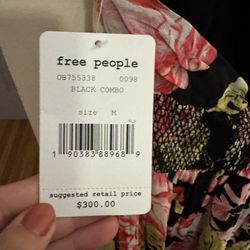 free people
OB755338 0098
BLACK COMBO
size M
1 90383 88968 9
suggested retail price
$300.00